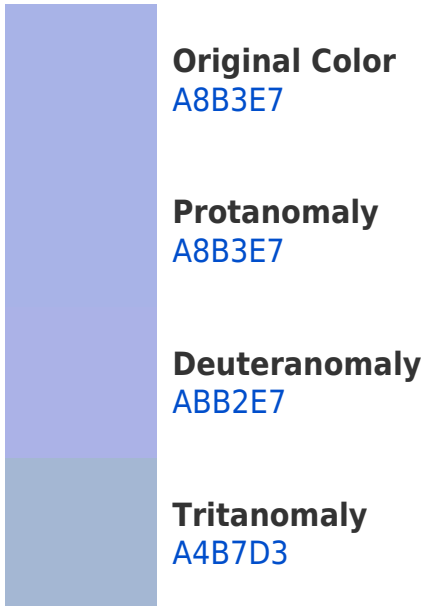 Original Color
A8B3E7
Protanomaly
A8B3E7
Deuteranomaly
ABB2E7
Tritanomaly
A4B7D3